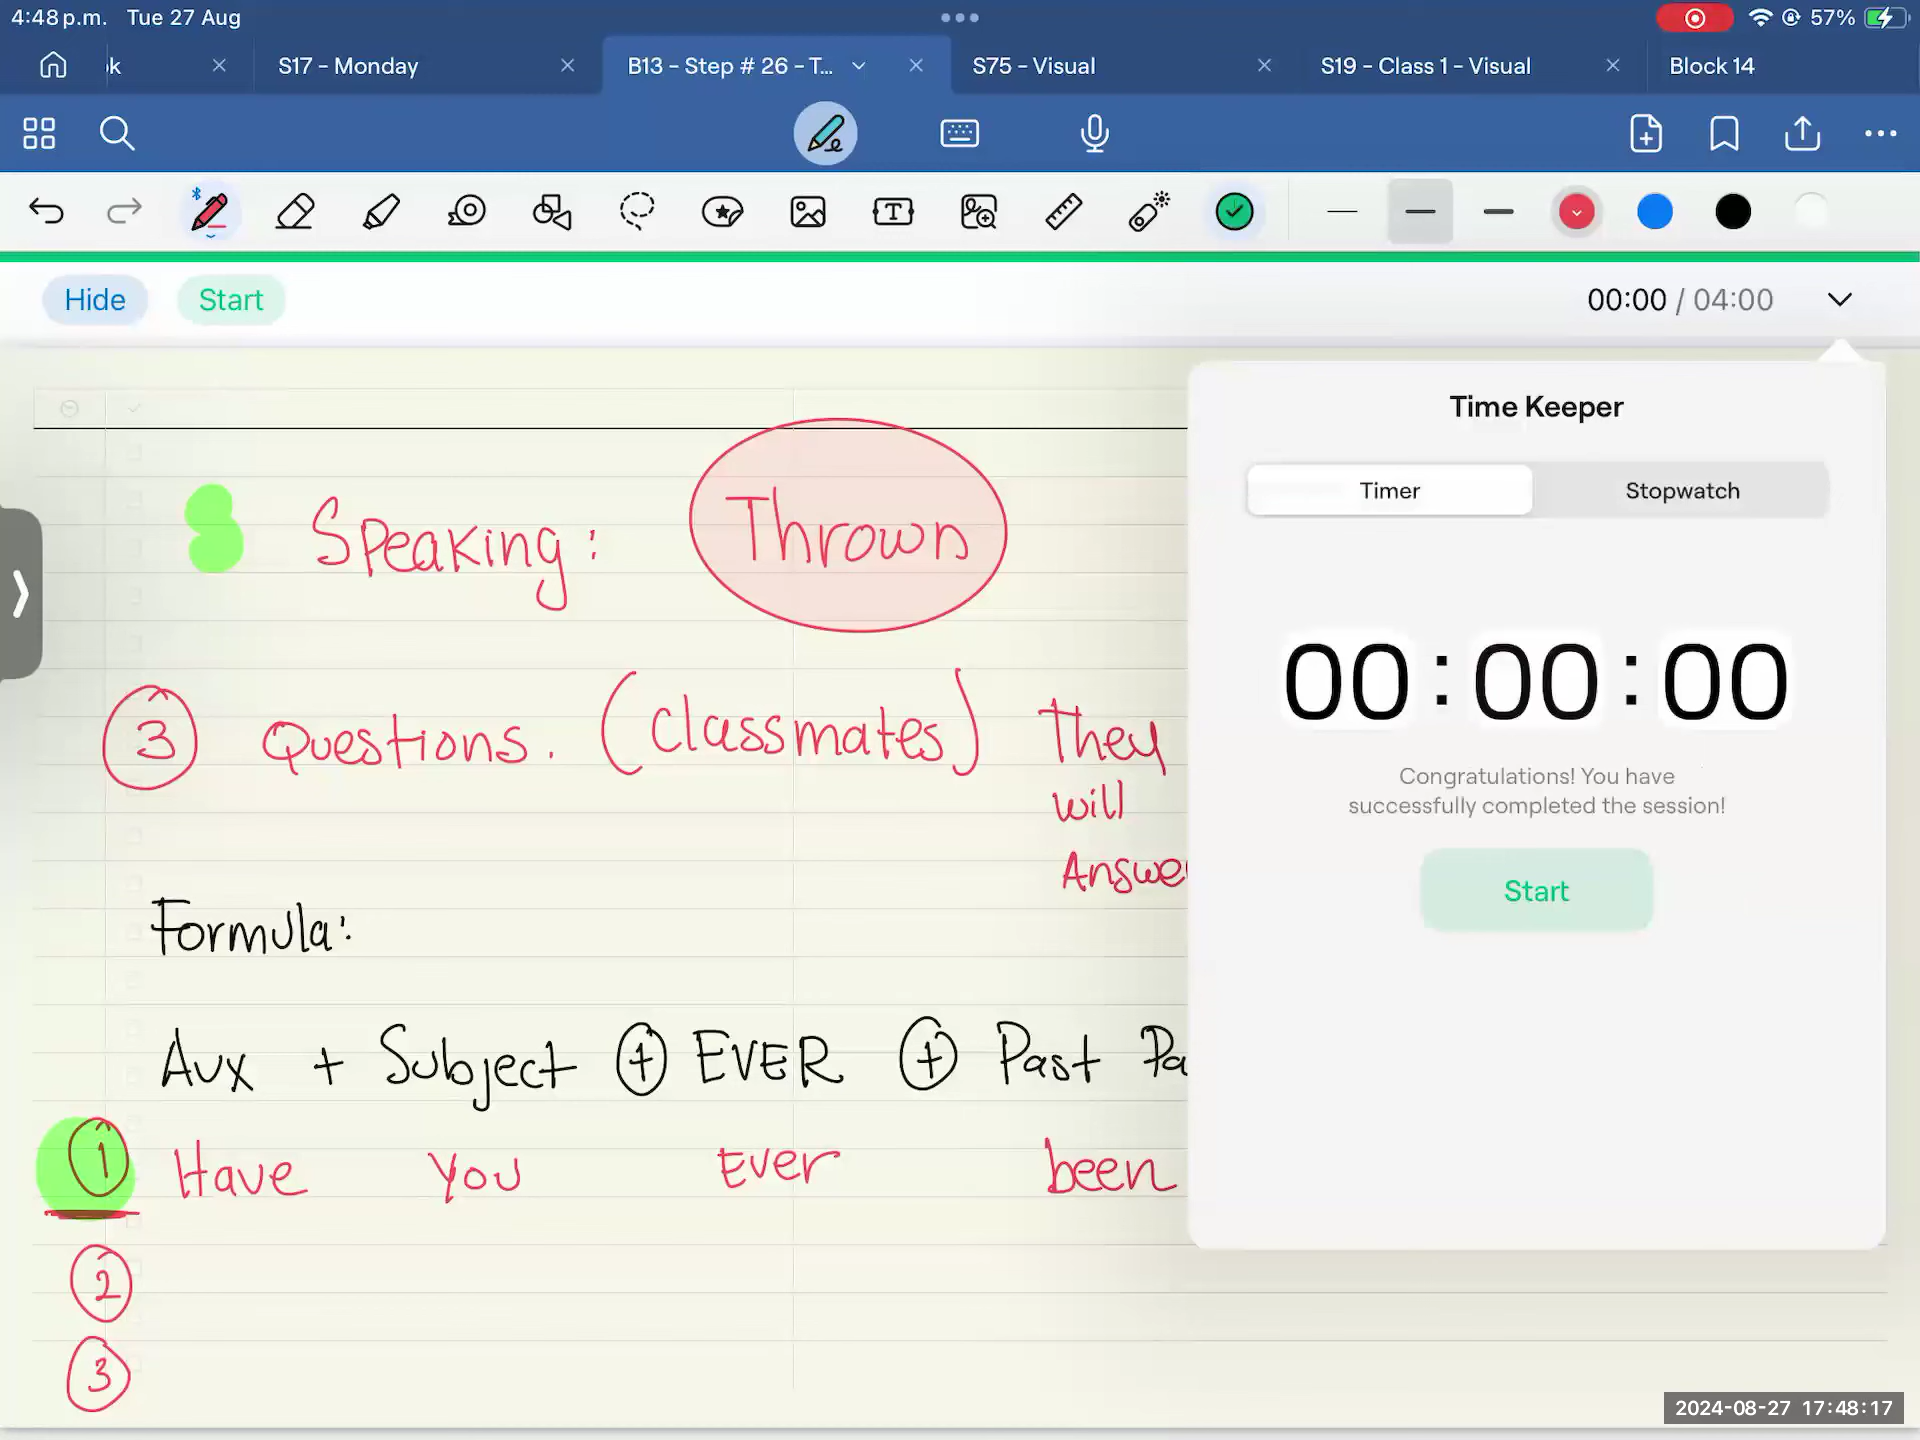 4:48 p.m. Tue 27 Aug 57%
k S17 - Monday B13 - Step # 26 - T... S75 - Visual S19 - Class 1 - Visual Block 14
Hide Start 00:00 / 04:00
Time Keeper
Timer Stopwatch
00:00:00
Congratulations! You have
successfully completed the session!
Start
Speaking: Thrown
3 Questions. (Classmates) They
will
Answe
Formula:
Aux + Subject + EVER + Past Pa
1 Have You Ever been
2
3
2024-08-27 17:48:17